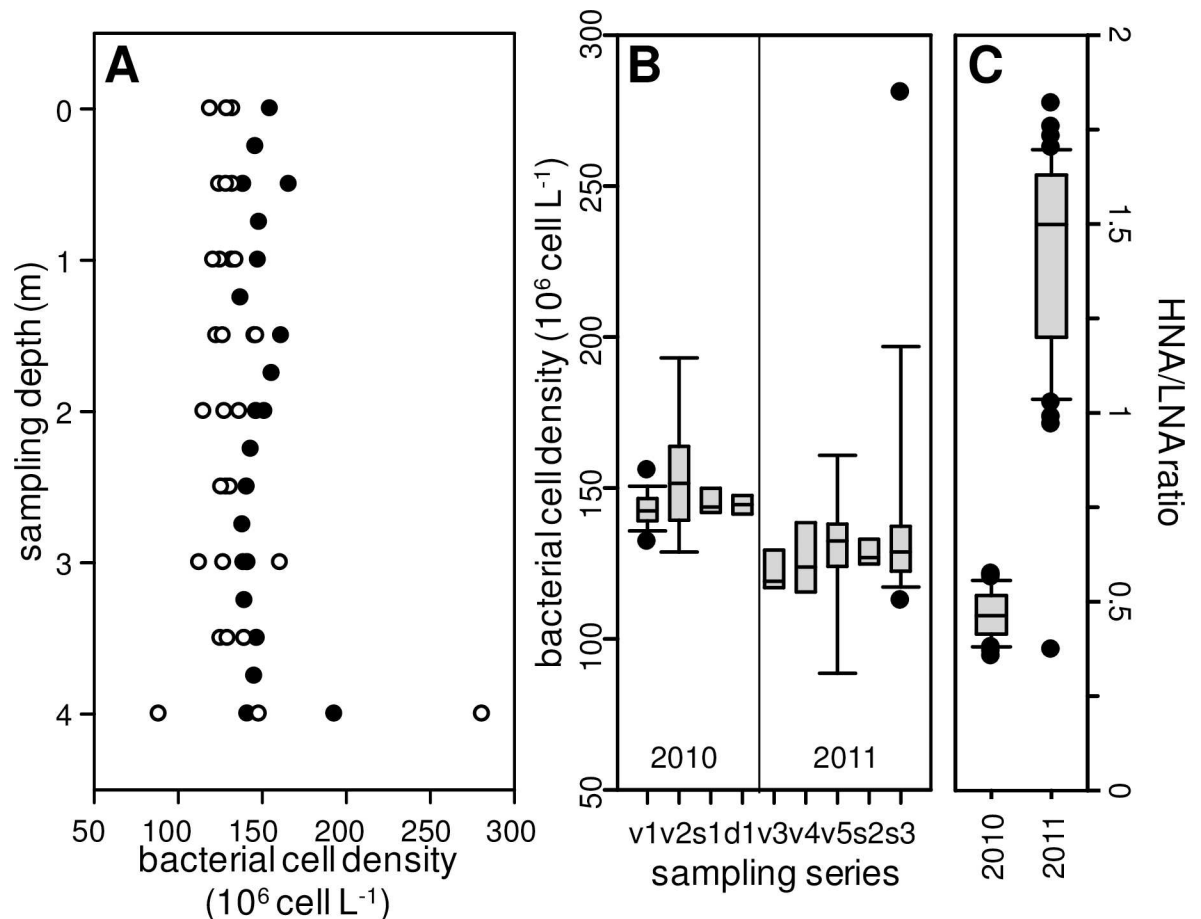 A
0
1
2
3
4
sampling depth (m)
50 100 150 200 250 300
bacterial cell density
(10⁶ cell L⁻¹)
B
300
250
200
150
100
50
bacterial cell density (10⁶ cell L⁻¹)
2010 2011
v1v2s1d1v3v4v5s2s3
sampling series
C
2
1.5
1
0.5
0
HNA/LNA ratio
2010
2011